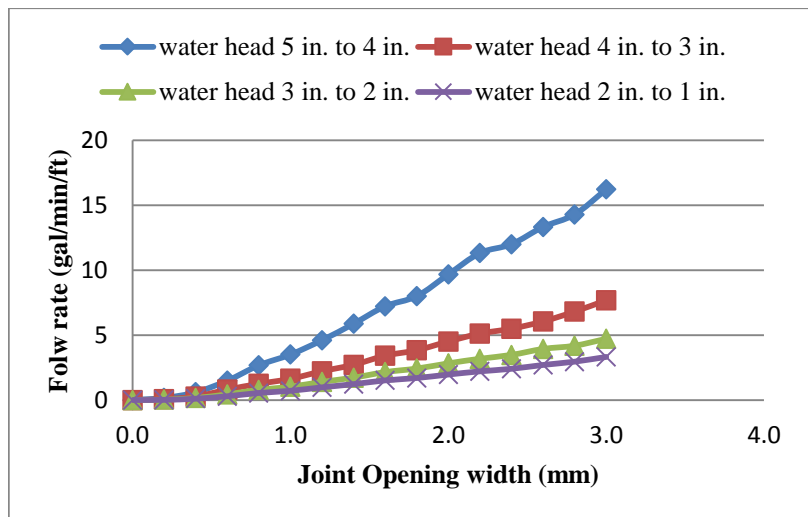 water head 5 in. to 4 in. water head 4 in. to 3 in.
water head 3 in. to 2 in. water head 2 in. to 1 in.
20
15
10
5
0
Folw rate (gal/min/ft)
0.0 1.0 2.0 3.0 4.0
Joint Opening width (mm)